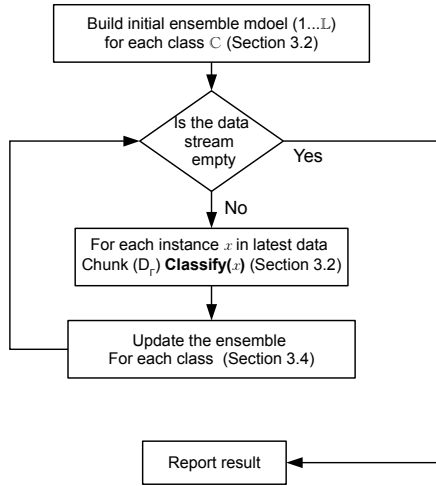 Build initial ensemble mdoel (1...𝕃)
for each class ℂ (Section 3.2)
Is the data
stream
empty
Yes
No
For each instance x in latest data
Chunk (D_Γ) Classify(x) (Section 3.2)
Update the ensemble
For each class (Section 3.4)
Report result